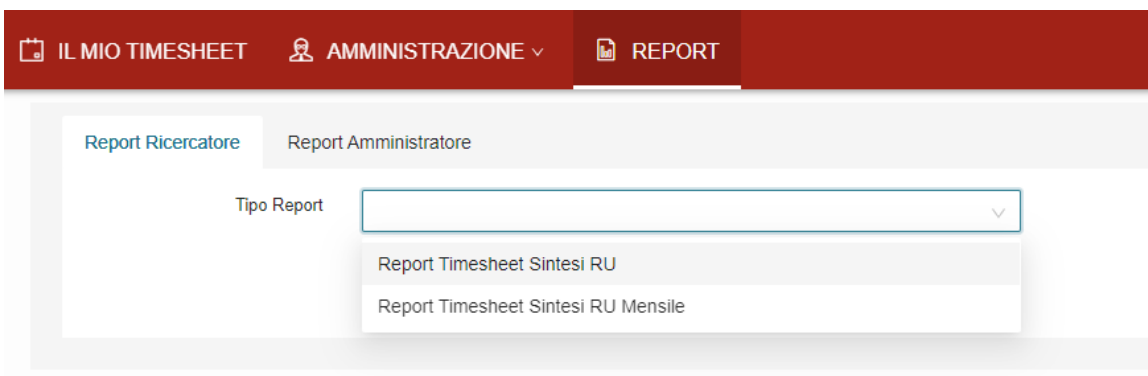 IL MIO TIMESHEET AMMINISTRAZIONE REPORT
Report Ricercatore Report Amministratore
Tipo Report
Report Timesheet Sintesi RU
Report Timesheet Sintesi RU Mensile